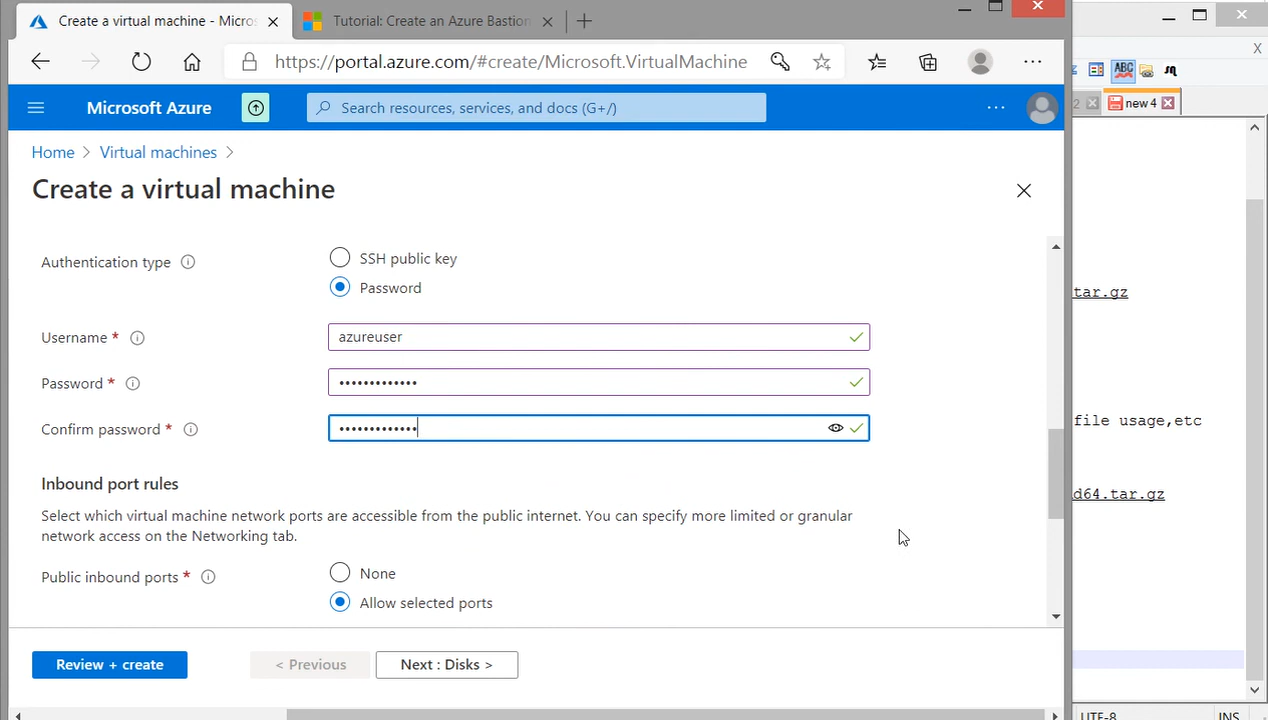 Create a virtual machine - Micros
Tutorial: Create an Azure Bastion
https://portal.azure.com/#create/Microsoft.VirtualMachine
Microsoft Azure
Search resources, services, and docs (G+/)
Home > Virtual machines >
Create a virtual machine
Authentication type
SSH public key
Password
Username *
azureuser
Password *
•••••••••••••
Confirm password *
•••••••••••••
Inbound port rules
Select which virtual machine network ports are accessible from the public internet. You can specify more limited or granular
network access on the Networking tab.
Public inbound ports *
None
Allow selected ports
Review + create
< Previous
Next : Disks >
X
ABC
2
new 4
tar.gz
file usage,etc
d64.tar.gz
UTF-8
INS